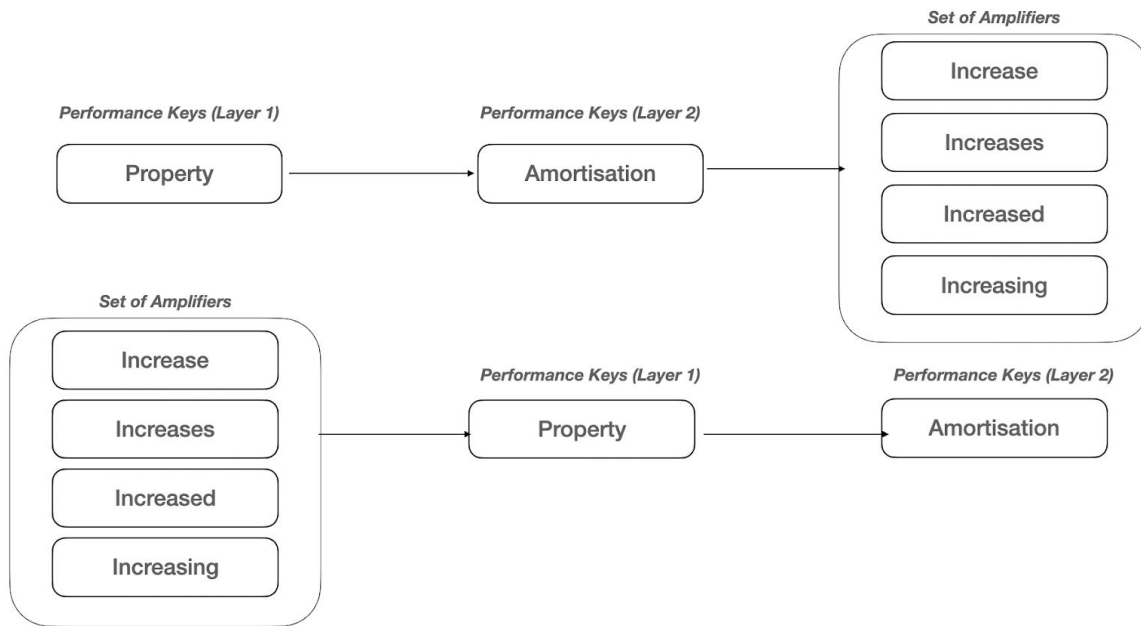 Set of Amplifiers
Increase
Performance Keys (Layer 1)
Performance Keys (Layer 2)
Increases
Property
Amortisation
Increased
Increasing
Set of Amplifiers
Increase
Performance Keys (Layer 1)
Performance Keys (Layer 2)
Increases
Property
Amortisation
Increased
Increasing